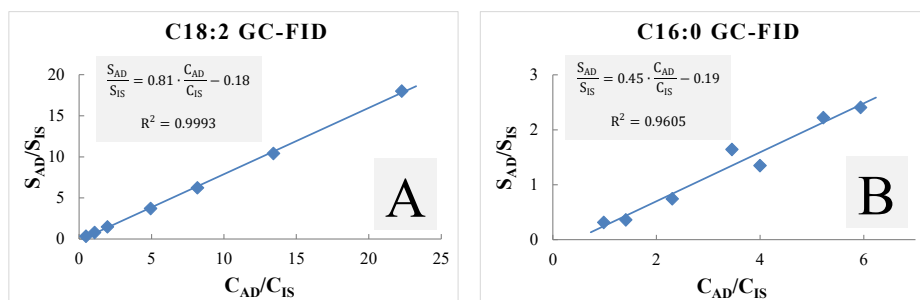 C18:2 GC-FID
S_AD/S_IS = 0.81 · C_AD/C_IS − 0.18
R² = 0.9993
20
15
10
5
0
S_AD/S_IS
A
0 5 10 15 20 25
C_AD/C_IS
C16:0 GC-FID
S_AD/S_IS = 0.45 · C_AD/C_IS − 0.19
R² = 0.9605
3
2
1
0
S_AD/S_IS
B
0 2 4 6
C_AD/C_IS